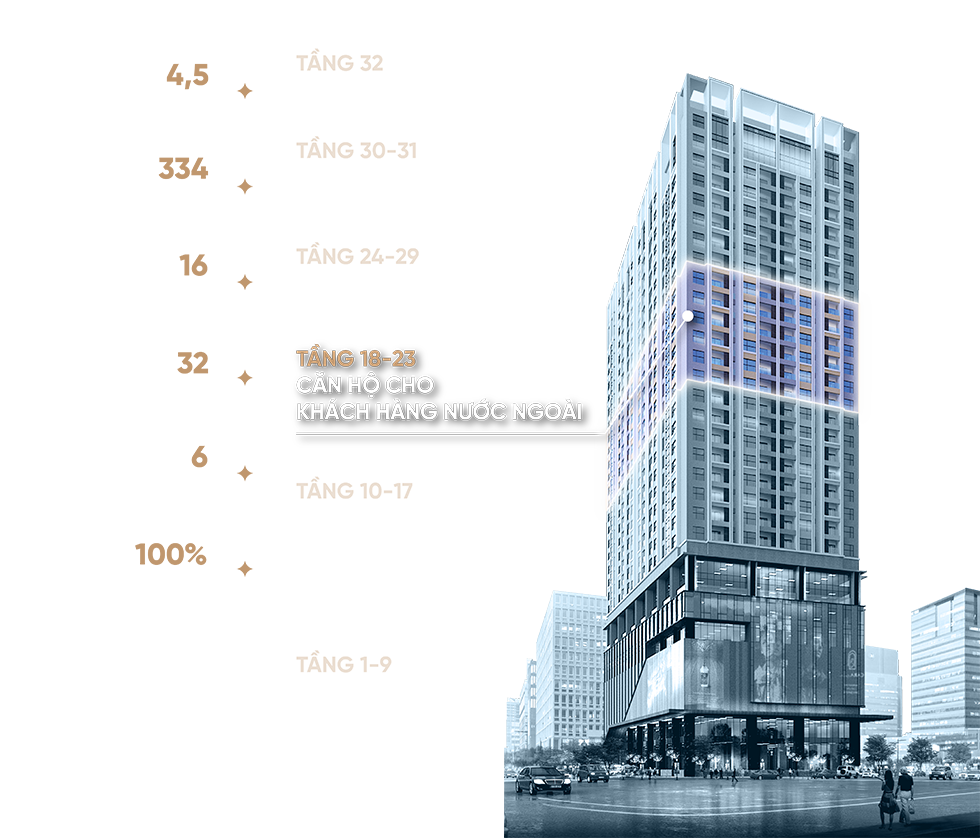 4,5
334
16
32
6
100%
TẦNG 32
TẦNG 30-31
TẦNG 24-29
TẦNG 18-23
CĂN HỘ CHO
KHÁCH HÀNG NƯỚC NGOÀI
TẦNG 10-17
TẦNG 1-9